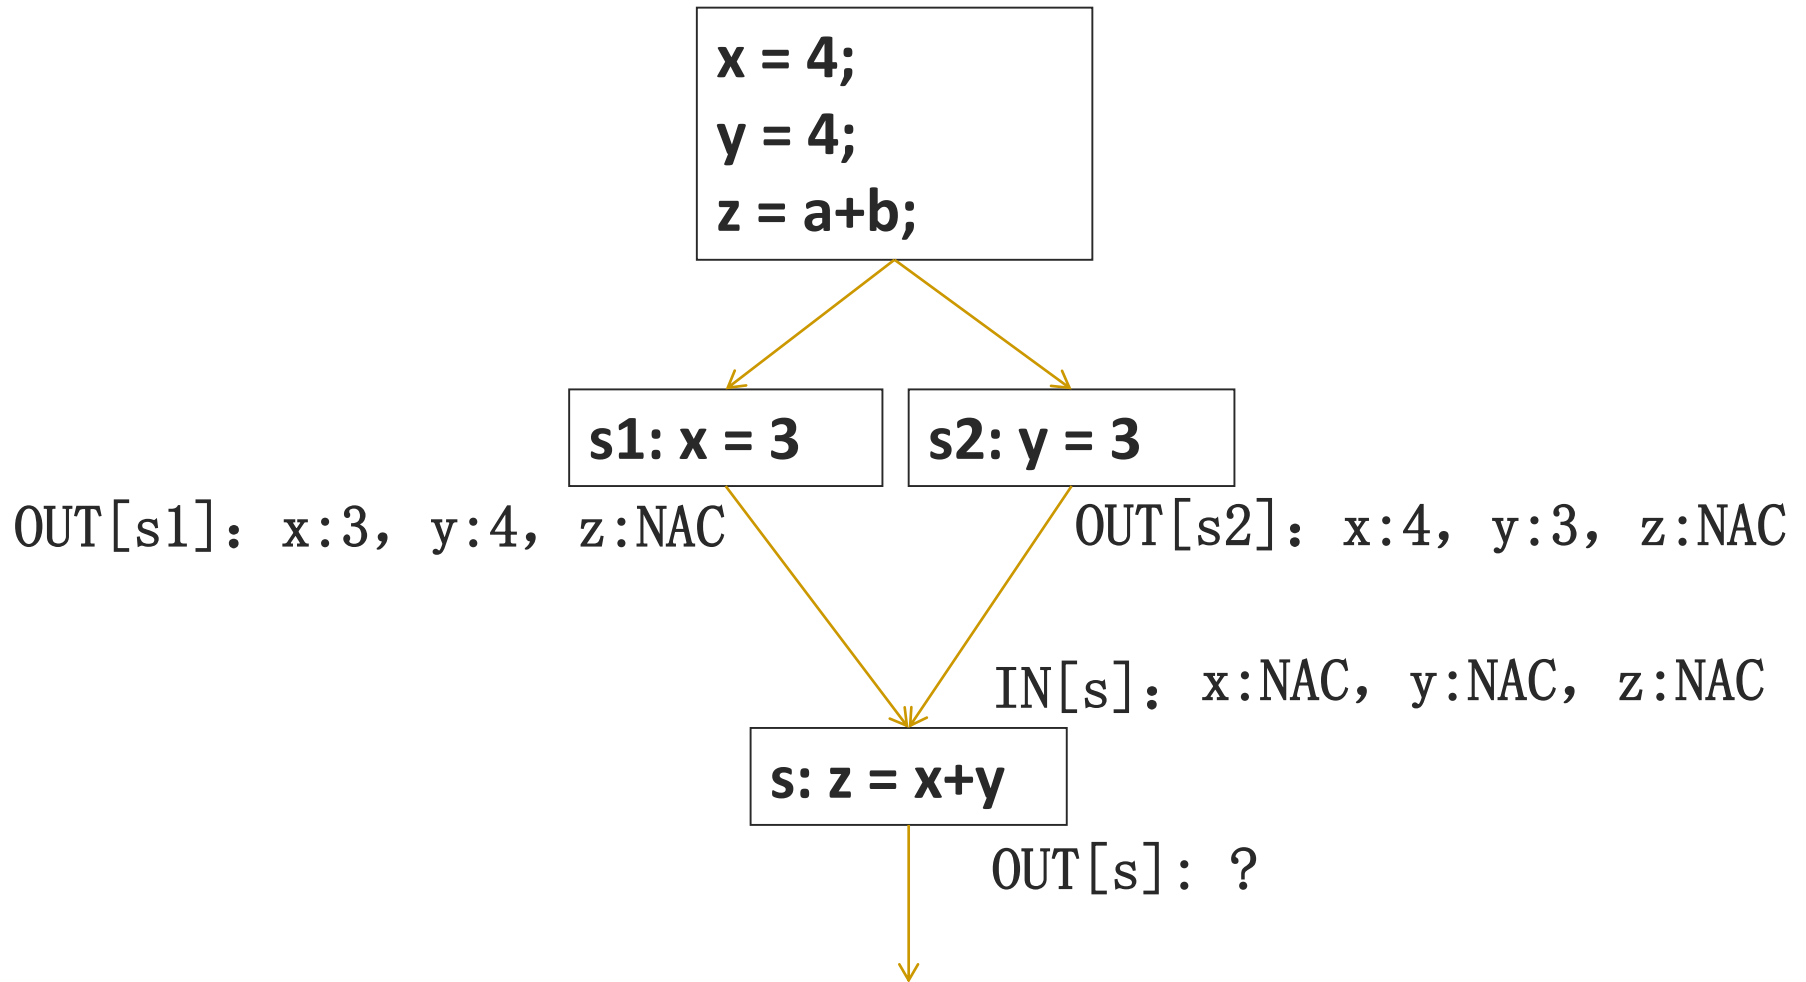 x = 4;
y = 4;
z = a+b;
s1: x = 3
s2: y = 3
OUT[s1]：x:3，y:4，z:NAC
OUT[s2]：x:4，y:3，z:NAC
IN[s]：x:NAC，y:NAC，z:NAC
s: z = x+y
OUT[s]: ?